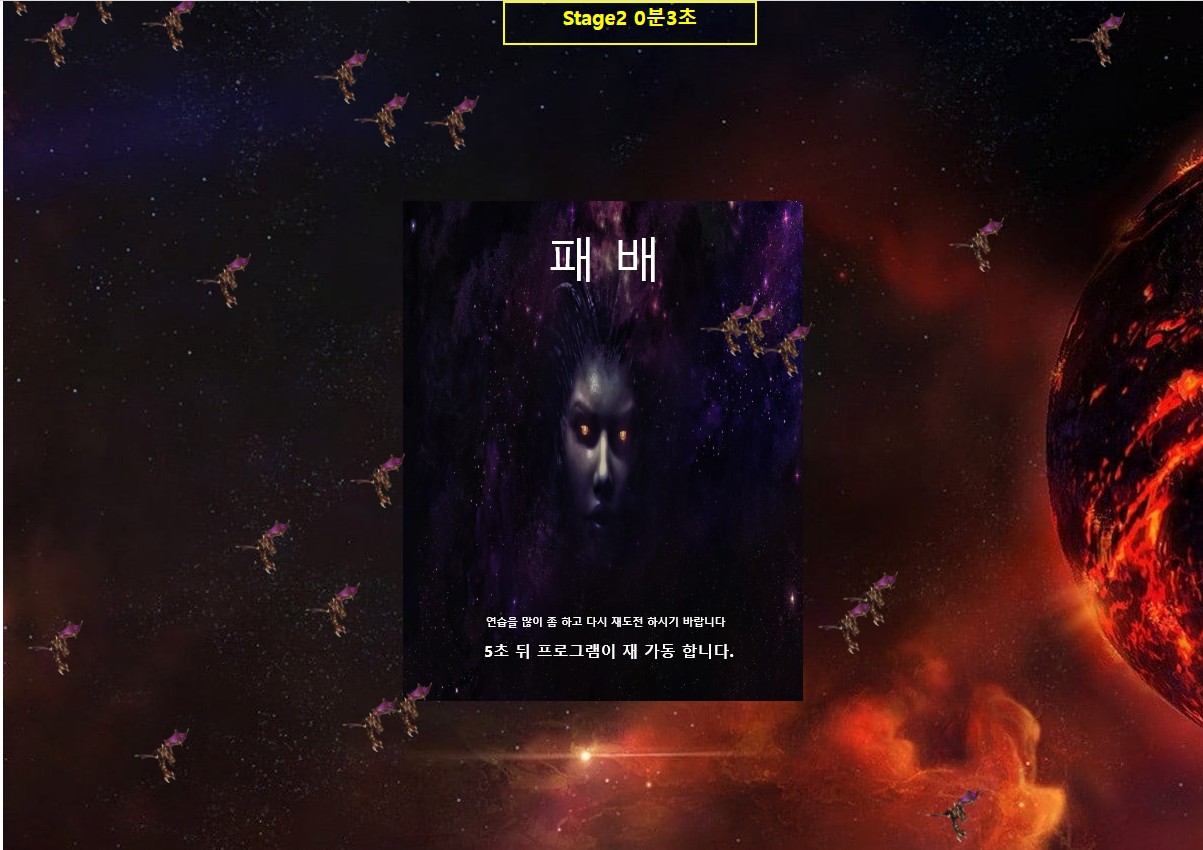 Stage2 0분3초
패 배
연습을 많이 좀 하고 다시 재도전 하시기 바랍니다
5초 뒤 프로그램이 재 가동 합니다.